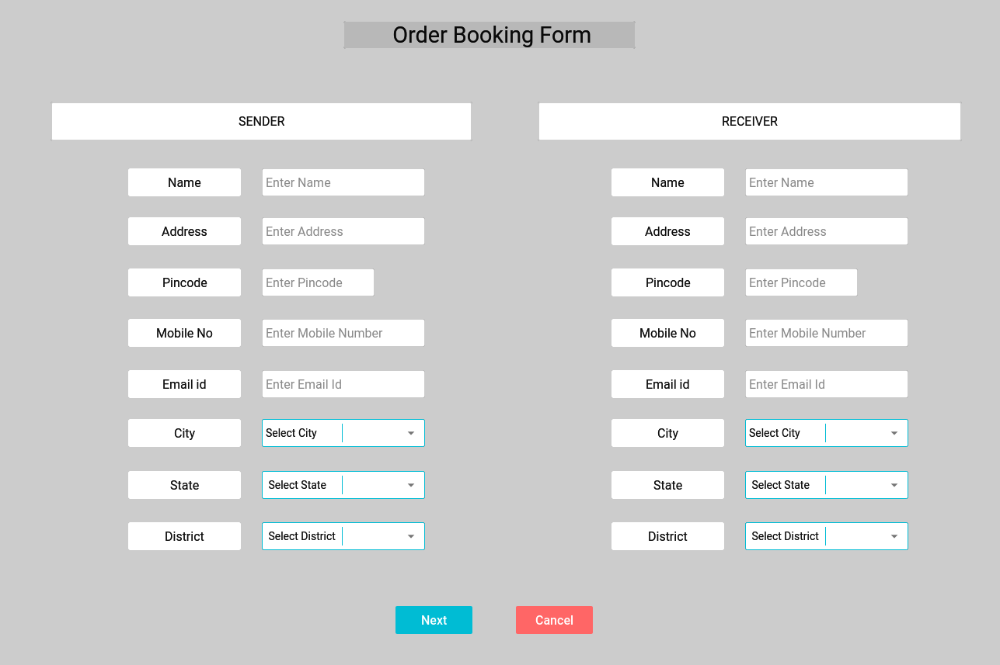 Order Booking Form
SENDER
Name Enter Name
Address Enter Address
Pincode Enter Pincode
Mobile No Enter Mobile Number
Email id Enter Email Id
City Select City
State Select State
District Select District
RECEIVER
Name Enter Name
Address Enter Address
Pincode Enter Pincode
Mobile No Enter Mobile Number
Email id Enter Email Id
City Select City
State Select State
District Select District
Next Cancel